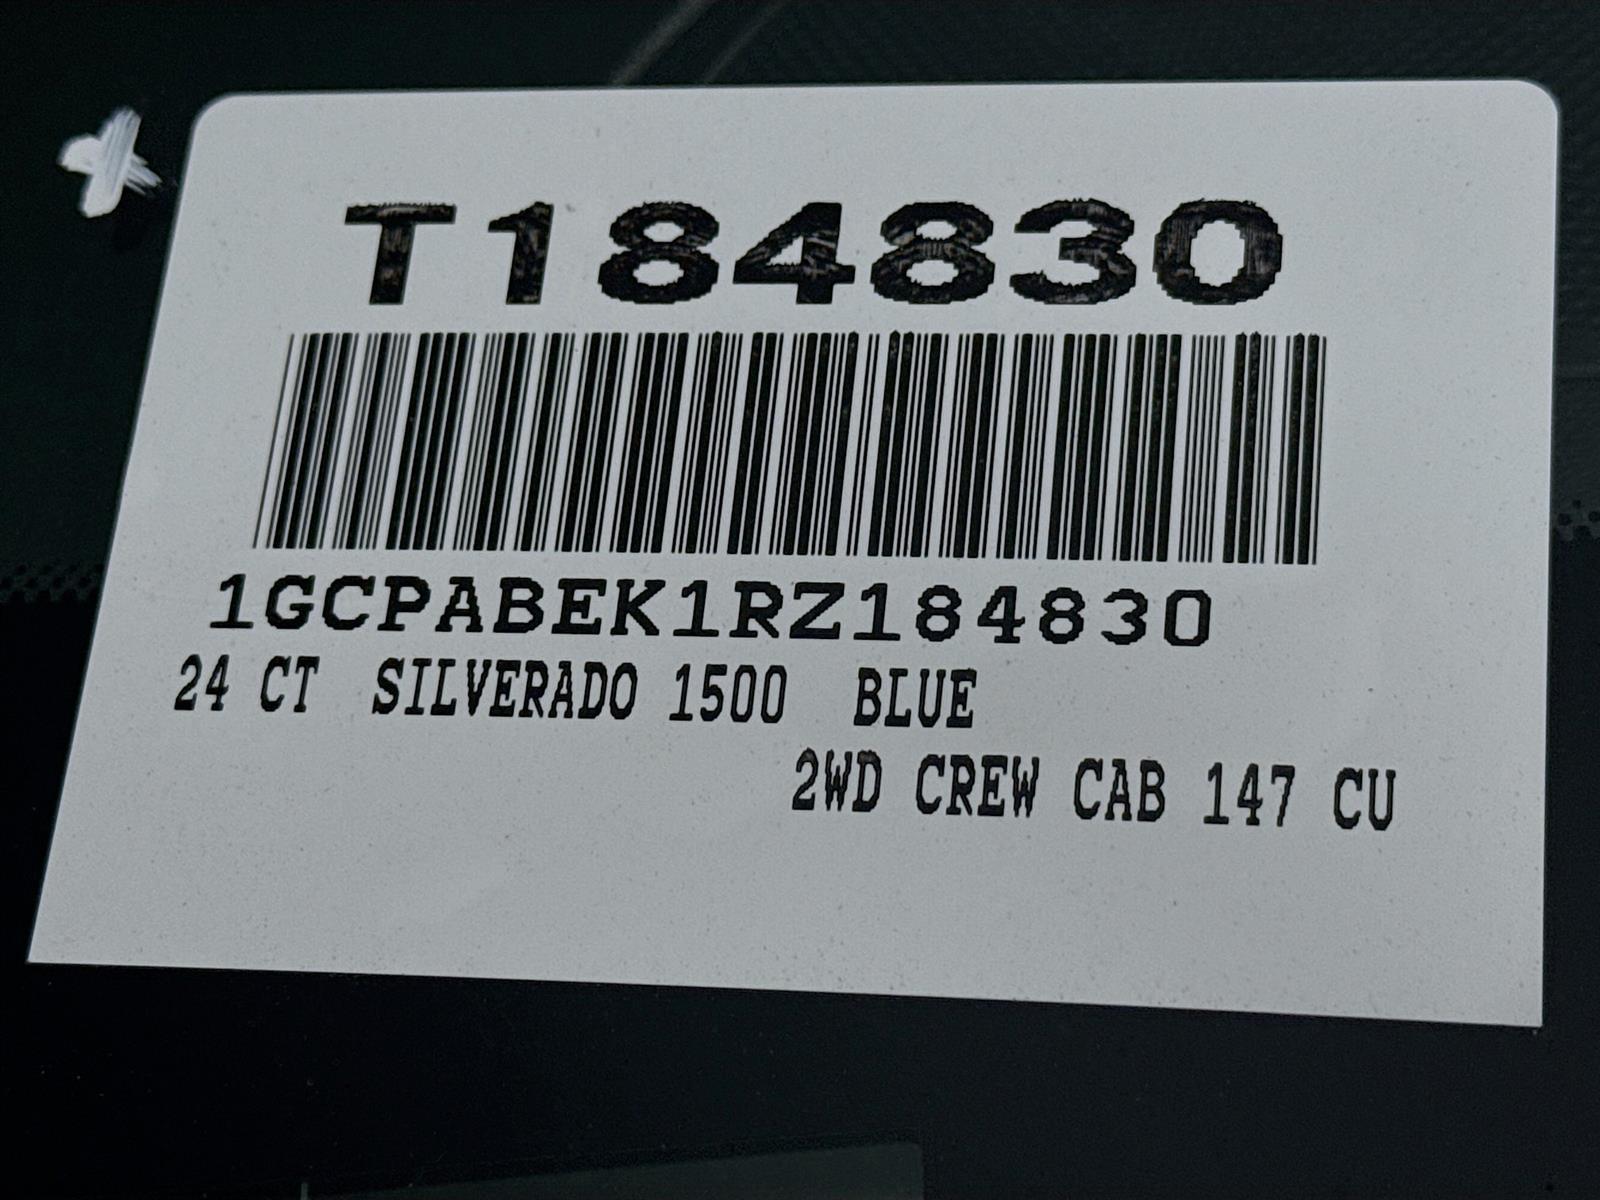 T184830
1GCPABEK1RZ184830
24 CT SILVERADO 1500 BLUE
2WD CREW CAB 147 CU